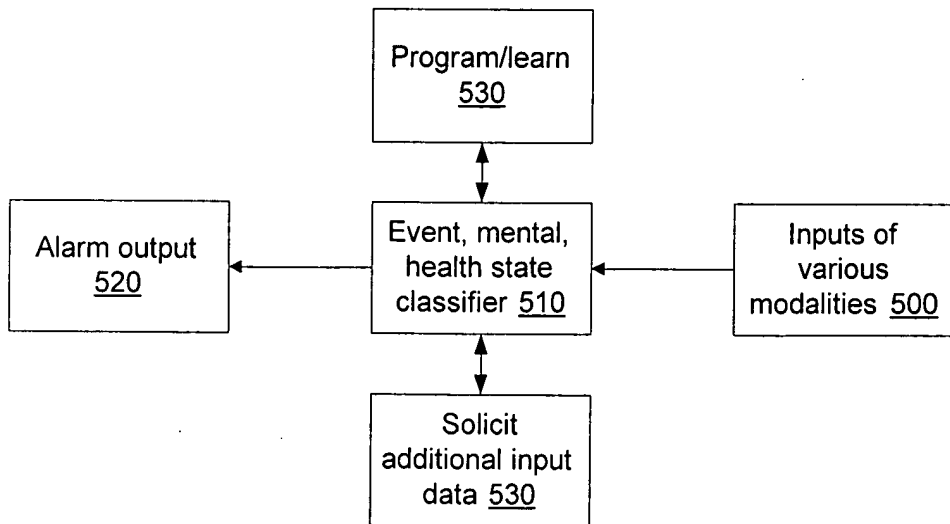 Program/learn
530
Alarm output
520
Event, mental,
health state
classifier 510
Inputs of
various
modalities 500
Solicit
additional input
data 530